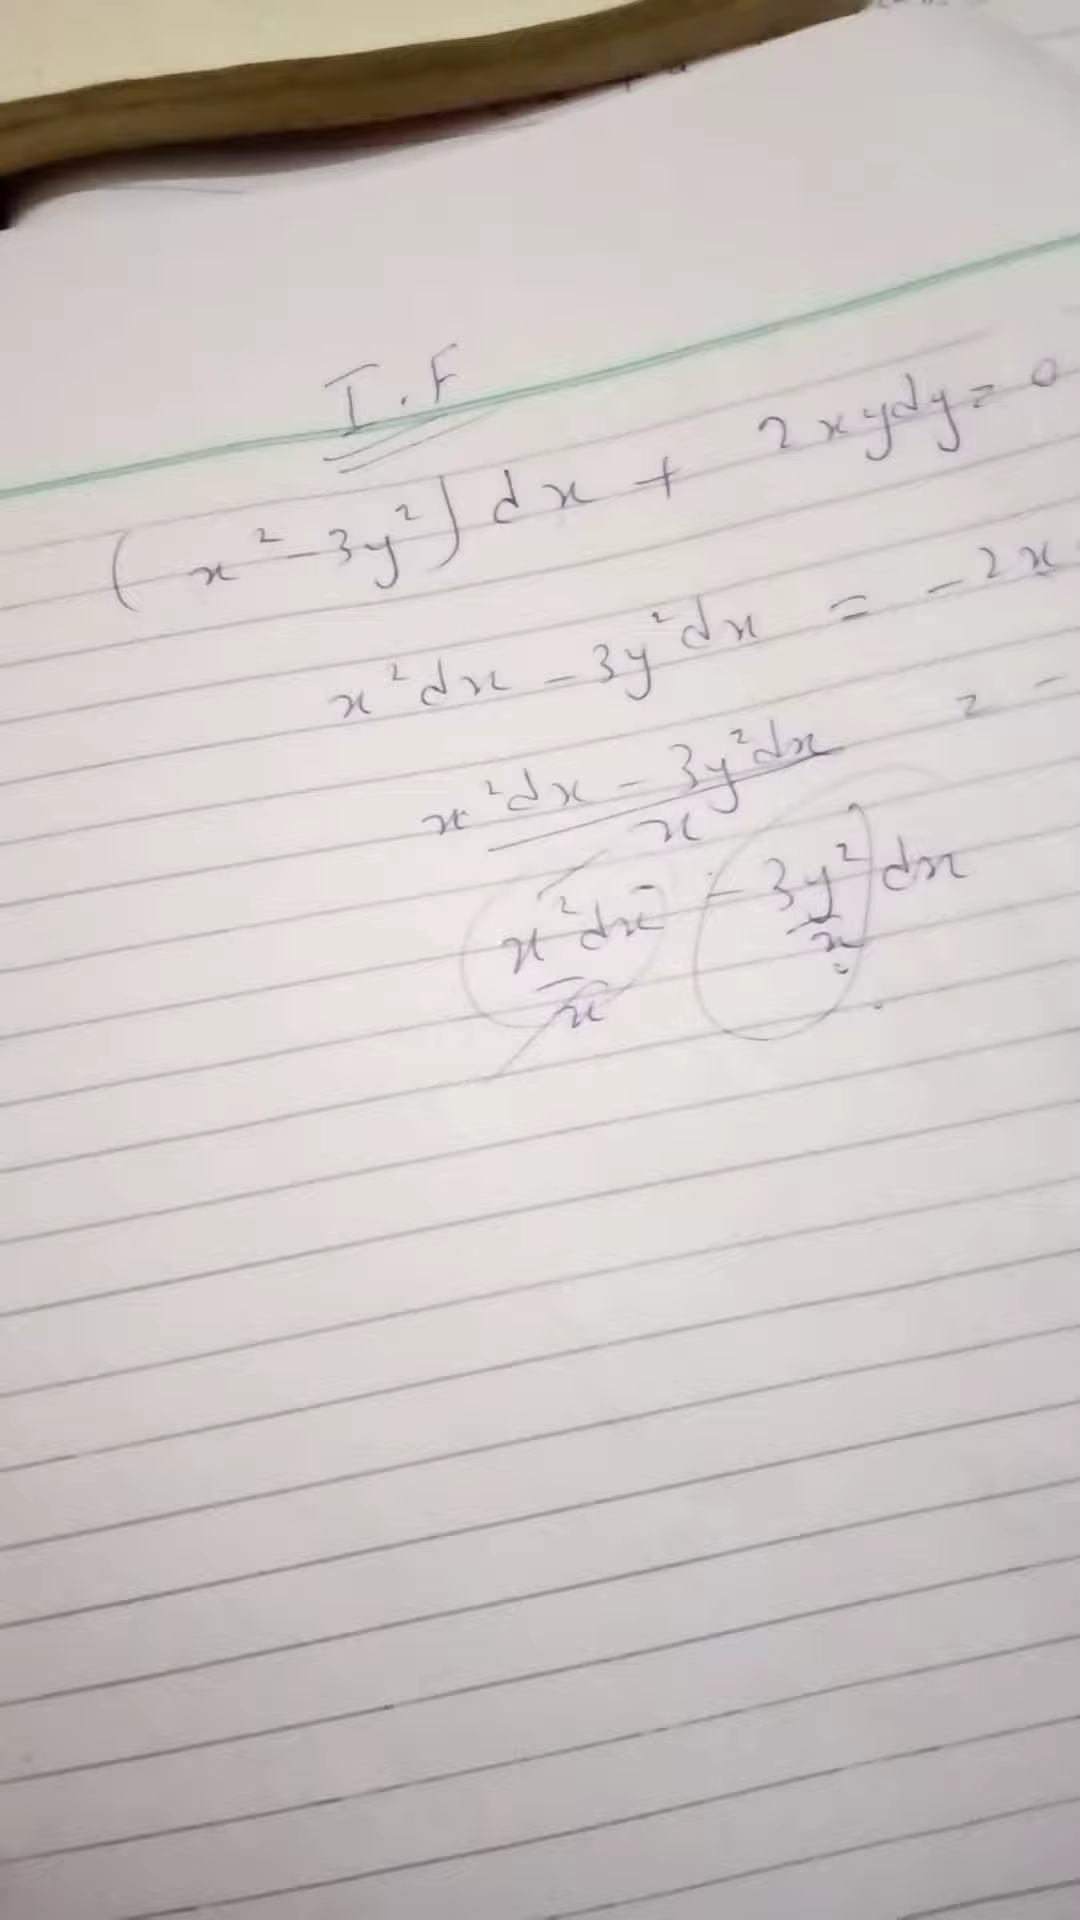 I.F
(x² - 3y²) dx + 2xydy = 0
x²dx - 3y²dx = - 2x
x²dx - 3y²dx = -
x
x²dx - 3y² dx
x x